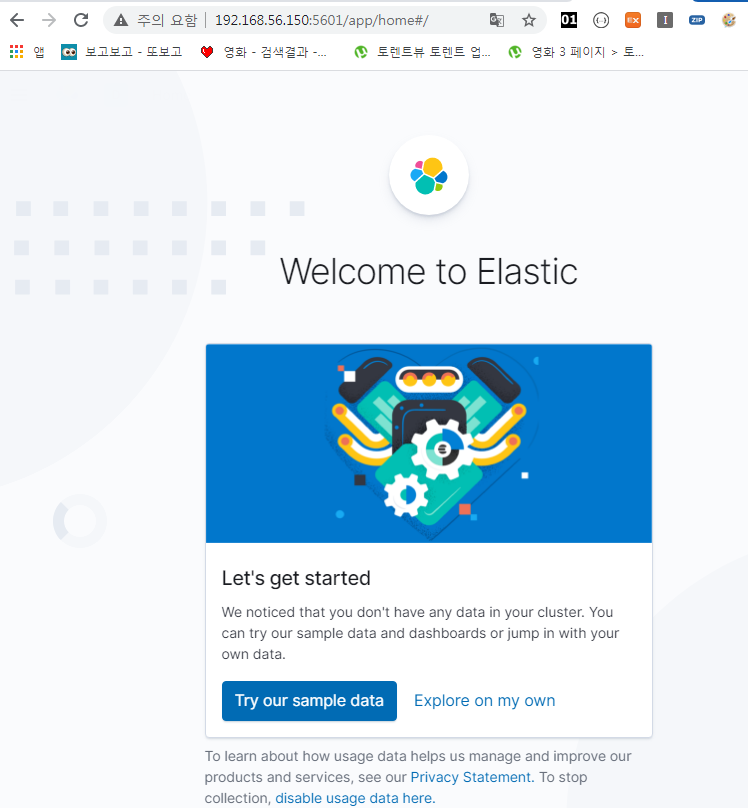 주의 요함 192.168.56.150:5601/app/home#/
01 EX I ZIP
앱 보고보고 - 또보고 영화 - 검색결과 -... 토렌트뷰 토렌트 업... 영화 3 페이지 > 토...
Welcome to Elastic
Let's get started
We noticed that you don't have any data in your cluster. You
can try our sample data and dashboards or jump in with your
own data.
Try our sample data Explore on my own
To learn about how usage data helps us manage and improve our
products and services, see our Privacy Statement. To stop
collection, disable usage data here.